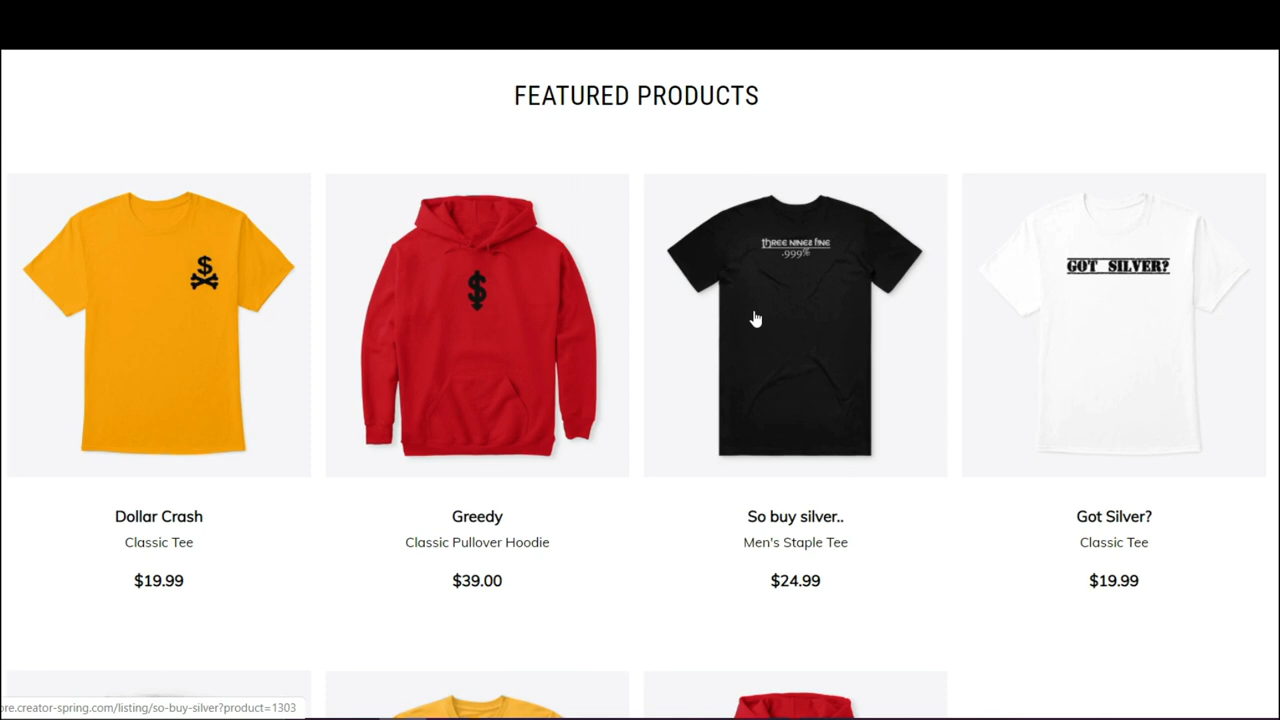 FEATURED PRODUCTS
$
$
three nines fine
.999%
GOT SILVER?
Dollar Crash
Greedy
So buy silver..
Got Silver?
Classic Tee
Classic Pullover Hoodie
Men's Staple Tee
Classic Tee
$19.99
$39.00
$24.99
$19.99
ore.creator-spring.com/listing/so-buy-silver?product=1303